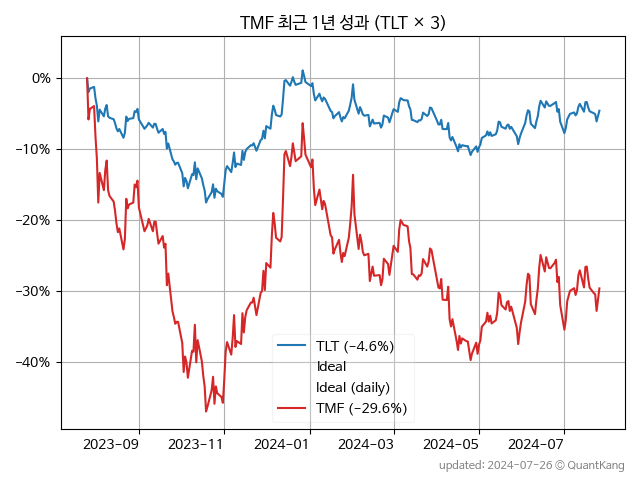 TMF 최근 1년 성과 (TLT × 3)
0%
−10%
−20%
−30%
−40%
TLT (−4.6%)
Ideal
Ideal (daily)
TMF (−29.6%)
2023−09
2023−11
2024−01
2024−03
2024−05
2024−07
updated: 2024−07−26 © QuantKang